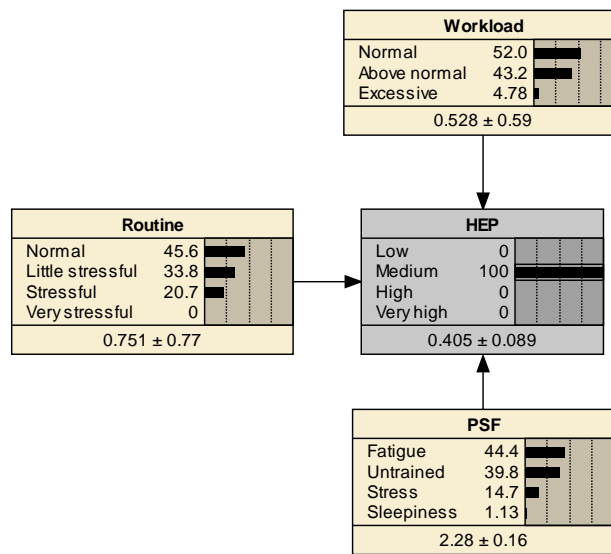 Workload
Normal 52.0
Above normal 43.2
Excessive 4.78
0.528 ± 0.59
Routine
Normal 45.6
Little stressful 33.8
Stressful 20.7
Very stressful 0
0.751 ± 0.77
HEP
Low 0
Medium 100
High 0
Very high 0
0.405 ± 0.089
PSF
Fatigue 44.4
Untrained 39.8
Stress 14.7
Sleepiness 1.13
2.28 ± 0.16